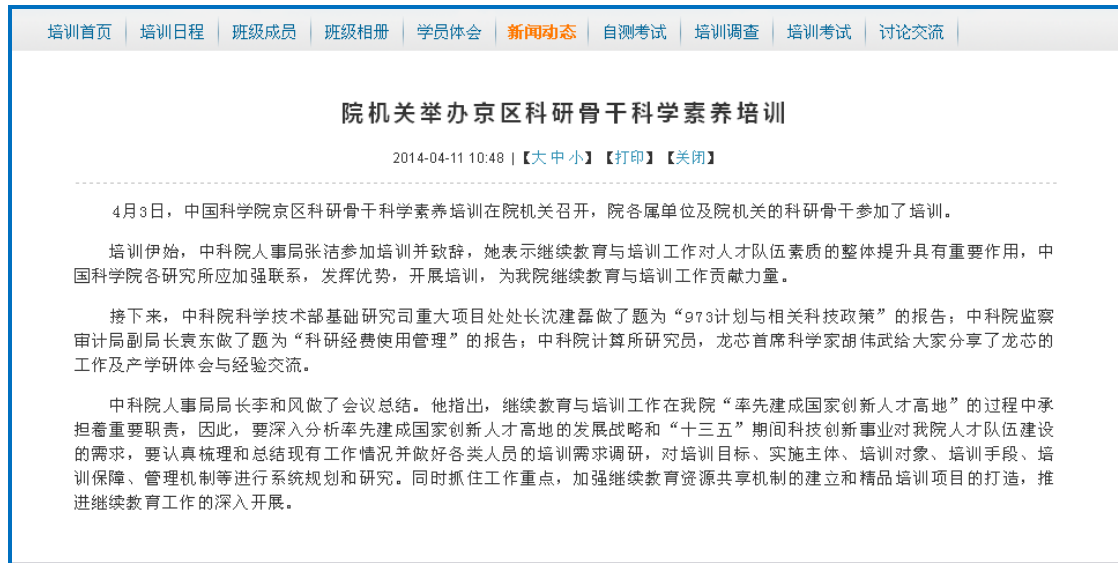 培训首页 培训日程 班级成员 班级相册 学员体会 新闻动态 自测考试 培训调查 培训考试 讨论交流
院机关举办京区科研骨干科学素养培训
2014-04-11 10:48 |【大 中 小】【打印】【关闭】
4月3日，中国科学院京区科研骨干科学素养培训在院机关召开，院各属单位及院机关的科研骨干参加了培训。
培训伊始，中科院人事局张洁参加培训并致辞，她表示继续教育与培训工作对人才队伍素质的整体提升具有重要作用，中
国科学院各研究所应加强联系，发挥优势，开展培训，为我院继续教育与培训工作贡献力量。
接下来，中科院科学技术部基础研究司重大项目处处长沈建磊做了题为“973计划与相关科技政策”的报告；中科院监察
审计局副局长袁东做了题为“科研经费使用管理”的报告；中科院计算所研究员，龙芯首席科学家胡伟武给大家分享了龙芯的
工作及产学研体会与经验交流。
中科院人事局局长李和风做了会议总结。他指出，继续教育与培训工作在我院“率先建成国家创新人才高地”的过程中承
担着重要职责，因此，要深入分析率先建成国家创新人才高地的发展战略和“十三五”期间科技创新事业对我院人才队伍建设
的需求，要认真梳理和总结现有工作情况并做好各类人员的培训需求调研，对培训目标、实施主体、培训对象、培训手段、培
训保障、管理机制等进行系统规划和研究。同时抓住工作重点，加强继续教育资源共享机制的建立和精品培训项目的打造，推
进继续教育工作的深入开展。